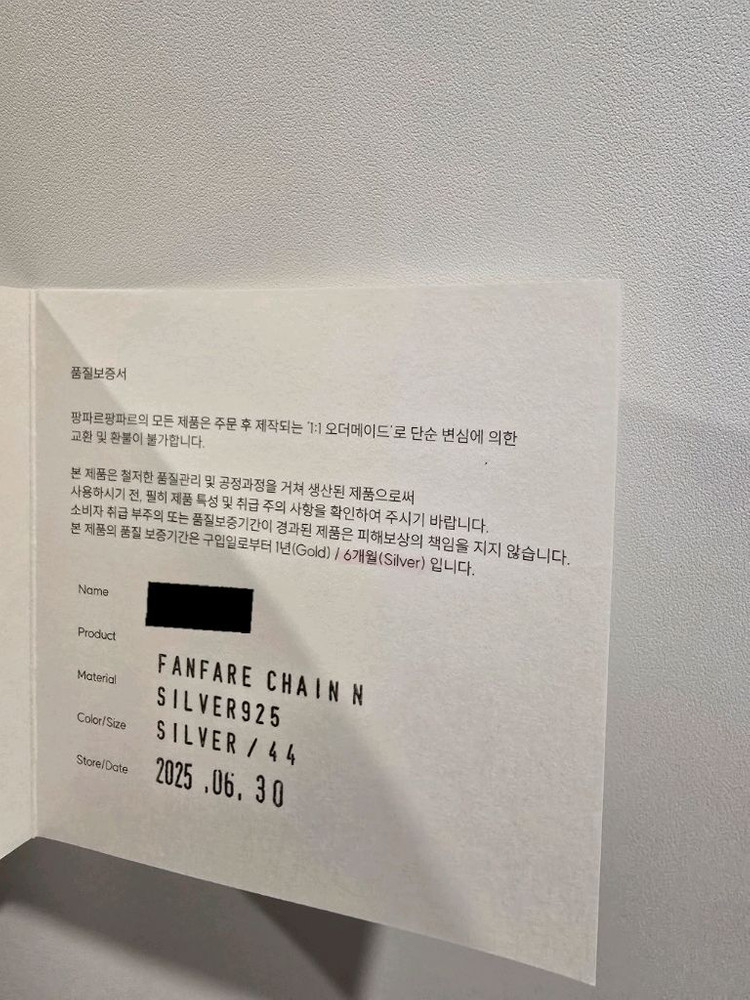 품질보증서
팡파르팡파르의 모든 제품은 주문 후 제작되는 '1:1 오더메이드'로 단순 변심에 의한
교환 및 환불이 불가합니다.
본 제품은 철저한 품질관리 및 공정과정을 거쳐 생산된 제품으로써
사용하시기 전, 필히 제품 특성 및 취급 주의 사항을 확인하여 주시기 바랍니다.
소비자 취급 부주의 또는 품질보증기간이 경과된 제품은 피해보상의 책임을 지지 않습니다.
본 제품의 품질 보증기간은 구입일로부터 1년(Gold) / 6개월(Silver) 입니다.
Name
Product FANFARE CHAIN N
Material SILVER925
Color/Size SILVER / 44
Store/Date 2025 .06. 30